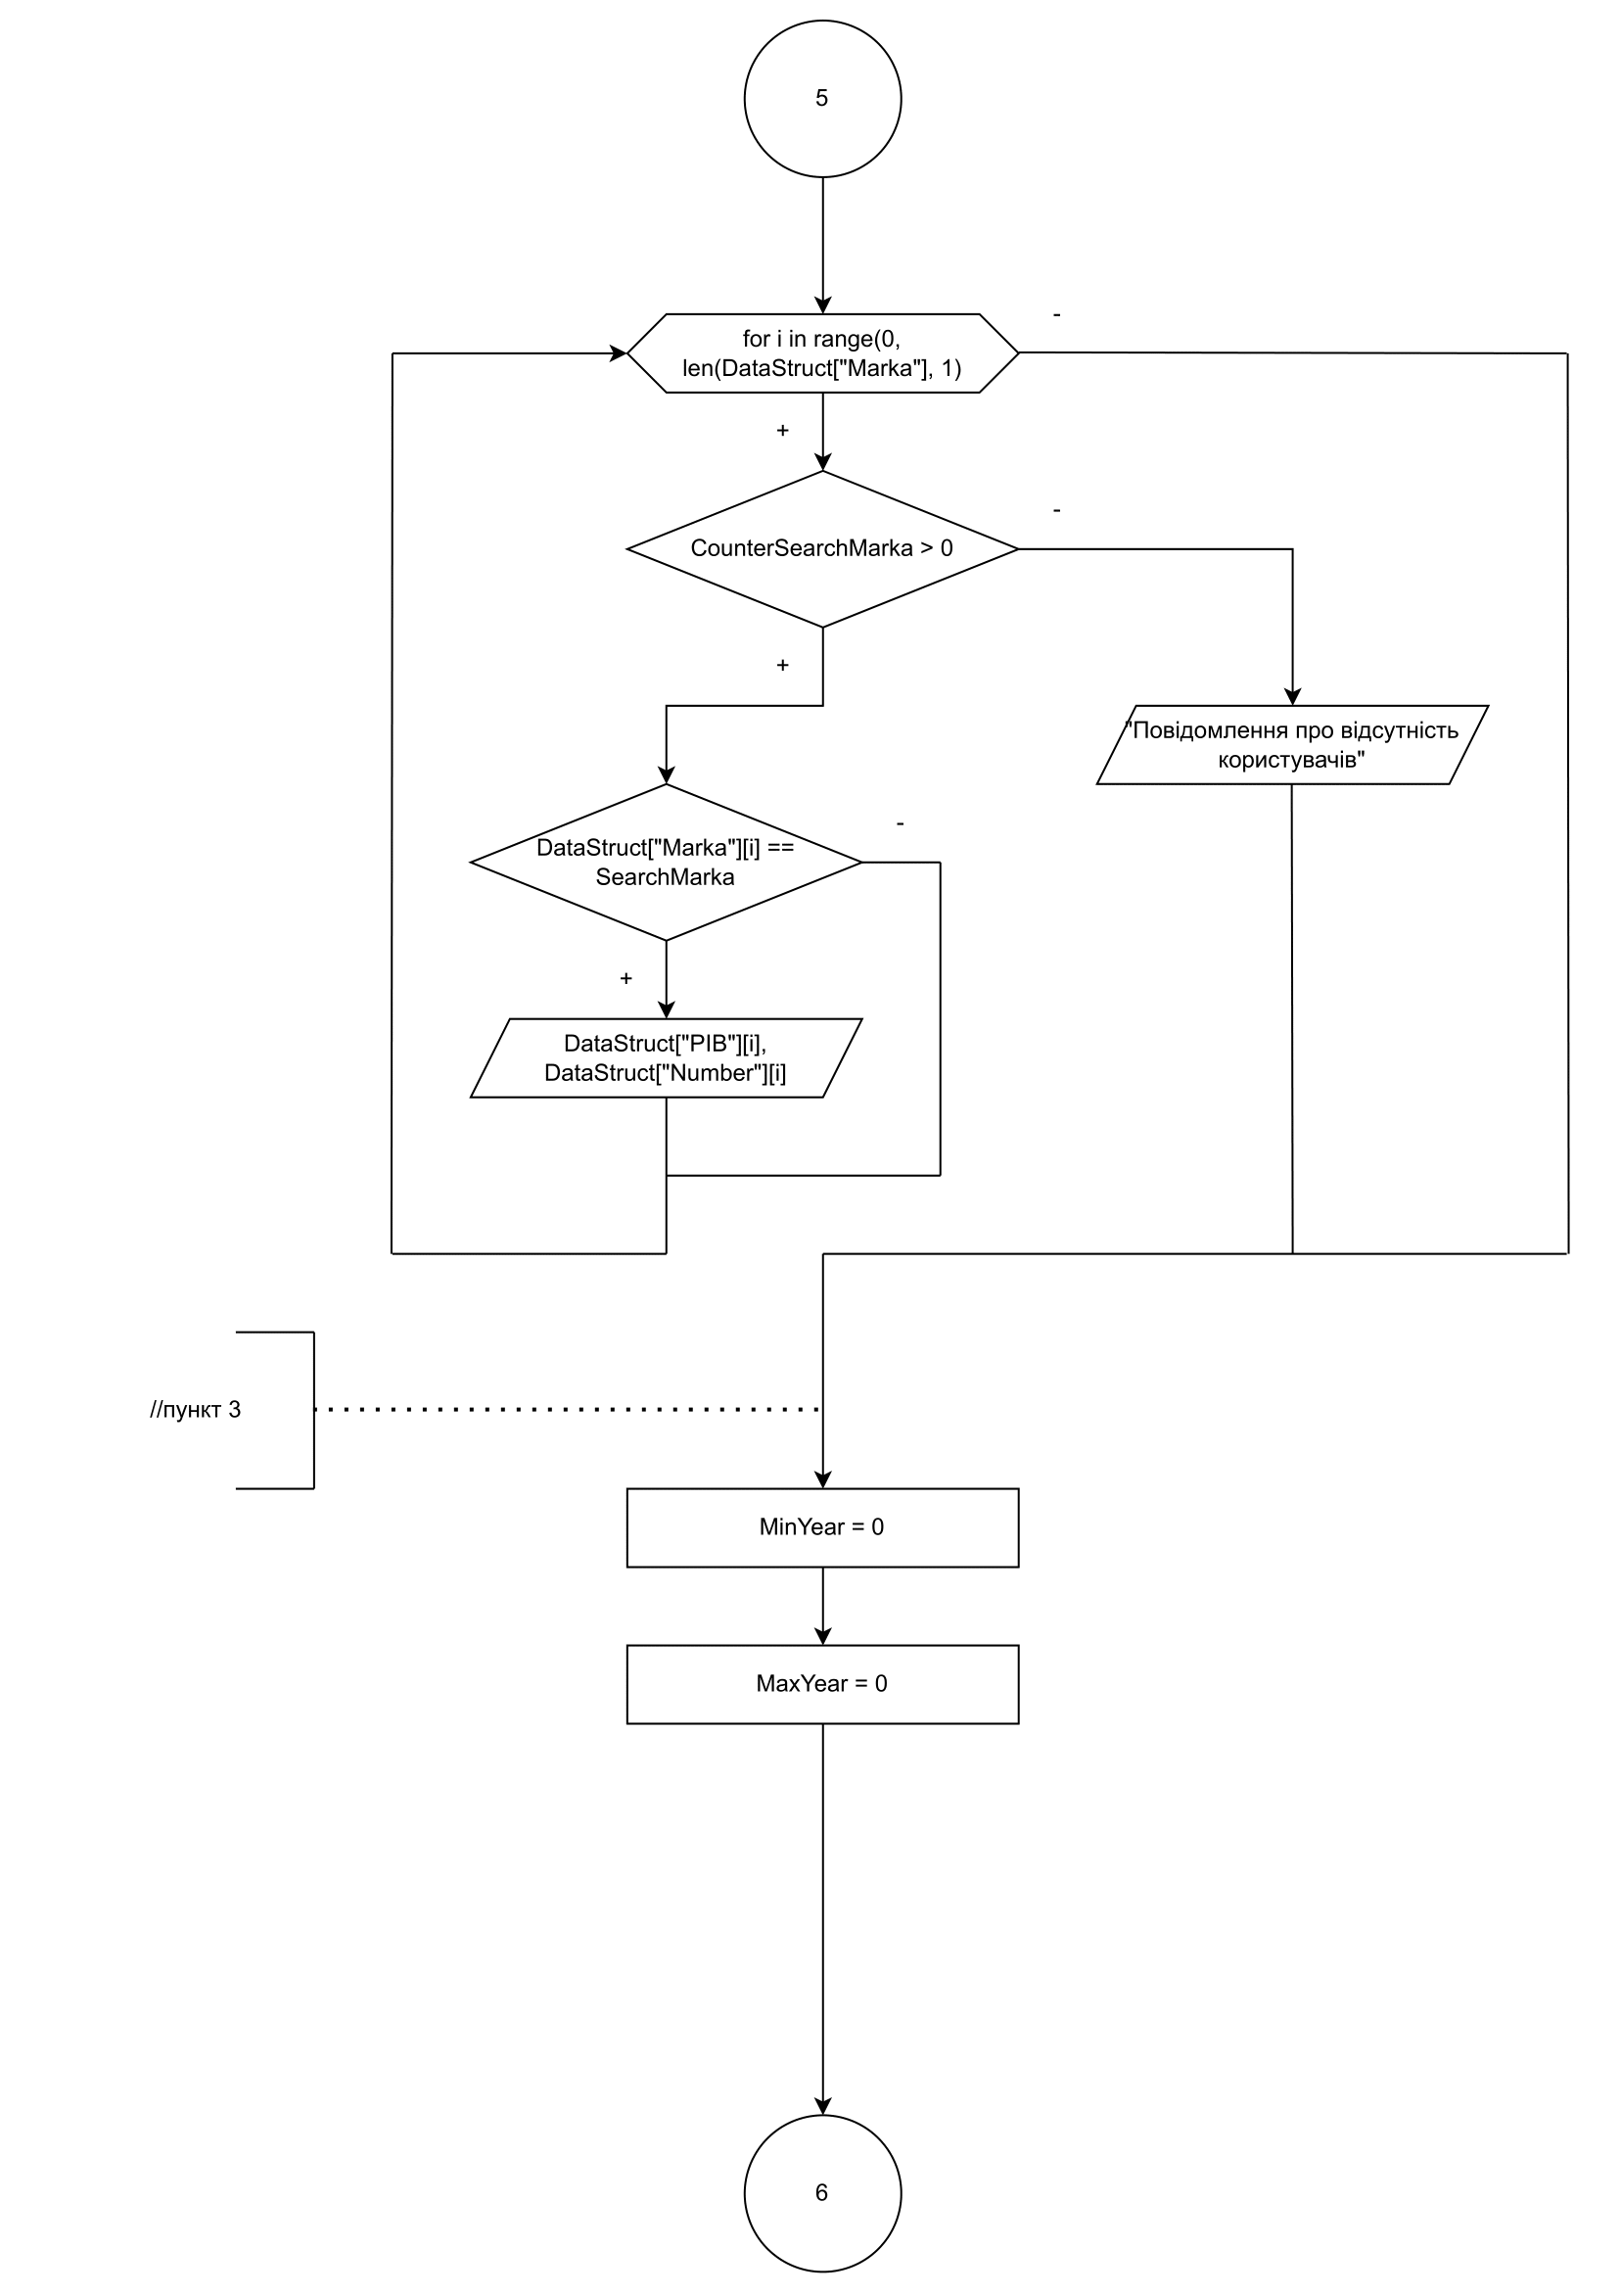 5
for i in range(0,
len(DataStruct["Marka"], 1)
-
+
CounterSearchMarka > 0
-
+
"Повідомлення про відсутність
користувачів"
DataStruct["Marka"][i] ==
SearchMarka
-
+
DataStruct["PIB"][i],
DataStruct["Number"][i]
//пункт 3
MinYear = 0
MaxYear = 0
6